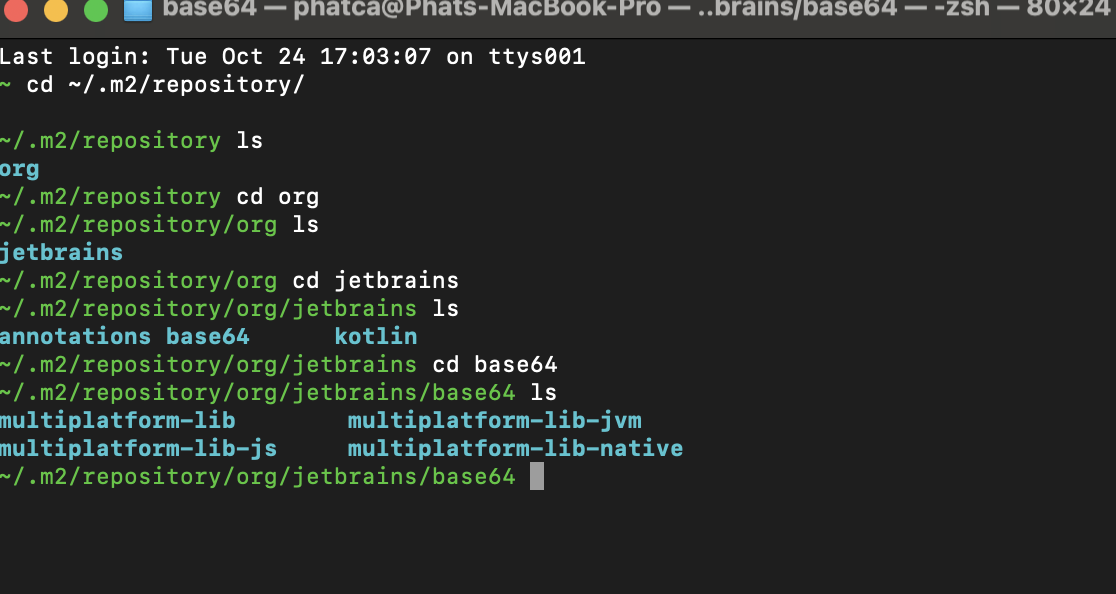 base64 — phatca@Phats-MacBook-Pro — ..brains/base64 — -zsh — 80×24
Last login: Tue Oct 24 17:03:07 on ttys001
~ cd ~/.m2/repository/
~/.m2/repository ls
org
~/.m2/repository cd org
~/.m2/repository/org ls
jetbrains
~/.m2/repository/org cd jetbrains
~/.m2/repository/org/jetbrains ls
annotations base64      kotlin
~/.m2/repository/org/jetbrains cd base64
~/.m2/repository/org/jetbrains/base64 ls
multiplatform-lib        multiplatform-lib-jvm
multiplatform-lib-js     multiplatform-lib-native
~/.m2/repository/org/jetbrains/base64